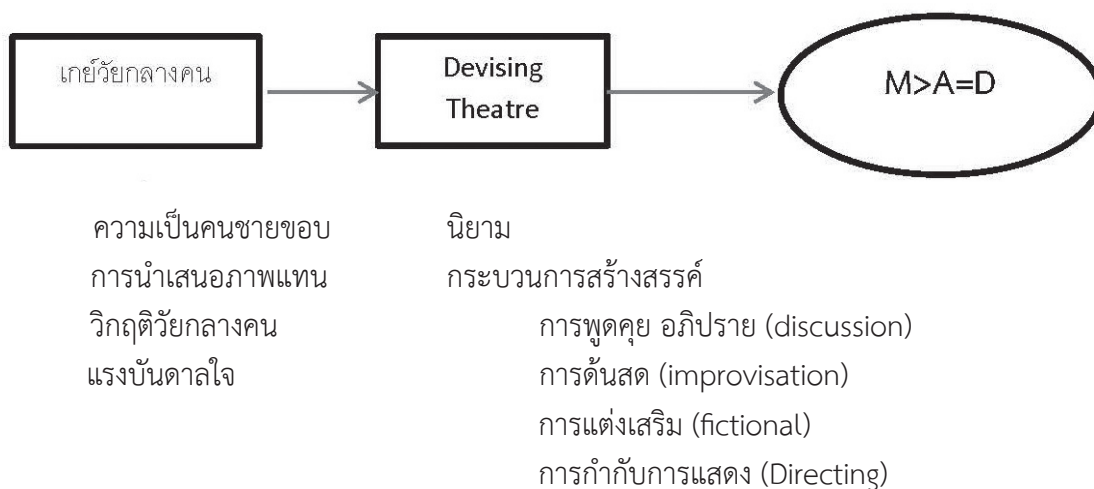 เกย์วัยกลางคน
Devising
Theatre
M>A=D
ความเป็นคนชายขอบ
การนำเสนอภาพแทน
วิกฤติวัยกลางคน
แรงบันดาลใจ
นิยาม
กระบวนการสร้างสรรค์
การพูดคุย อภิปราย (discussion)
การด้นสด (improvisation)
การแต่งเสริม (fictional)
การกำกับการแสดง (Directing)